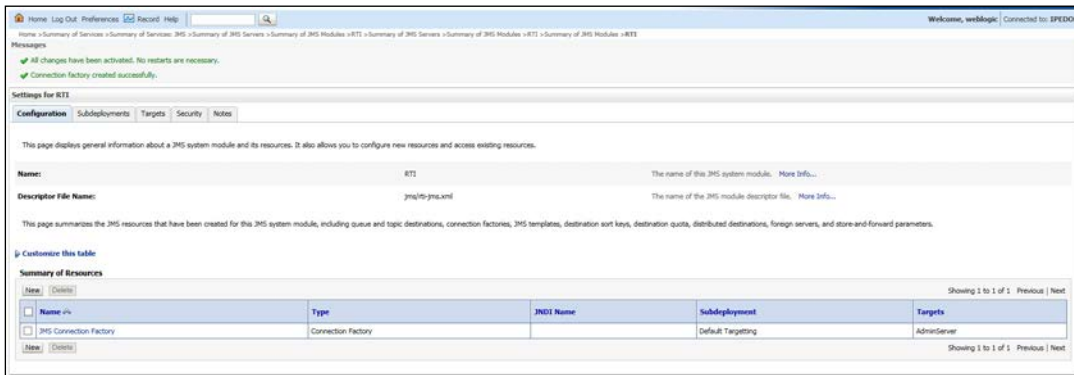 Home Log Out Preferences Record Help
Welcome, weblogic Connected to: IPEDO
Home >Summary of Services >Summary of Services: JMS >Summary of JMS Servers >Summary of JMS Modules >RTI >Summary of JMS Servers >Summary of JMS Modules >RTI >Summary of JMS Modules >RTI
Messages
All changes have been activated. No restarts are necessary.
Connection factory created successfully.
Settings for RTI
Configuration Subdeployments Targets Security Notes
This page displays general information about a JMS system module and its resources. It also allows you to configure new resources and access existing resources.
Name: RTI The name of this JMS system module. More Info...
Descriptor File Name: jms/rti-jms.xml The name of the JMS module descriptor file. More Info...
This page summarizes the JMS resources that have been created for this JMS system module, including queue and topic destinations, connection factories, JMS templates, destination sort keys, destination quota, distributed destinations, foreign servers, and store-and-forward parameters.
Customize this table
Summary of Resources
New Delete Showing 1 to 1 of 1 Previous | Next
Name Type JNDI Name Subdeployment Targets
JMS Connection Factory Connection Factory Default Targetting AdminServer
New Delete Showing 1 to 1 of 1 Previous | Next